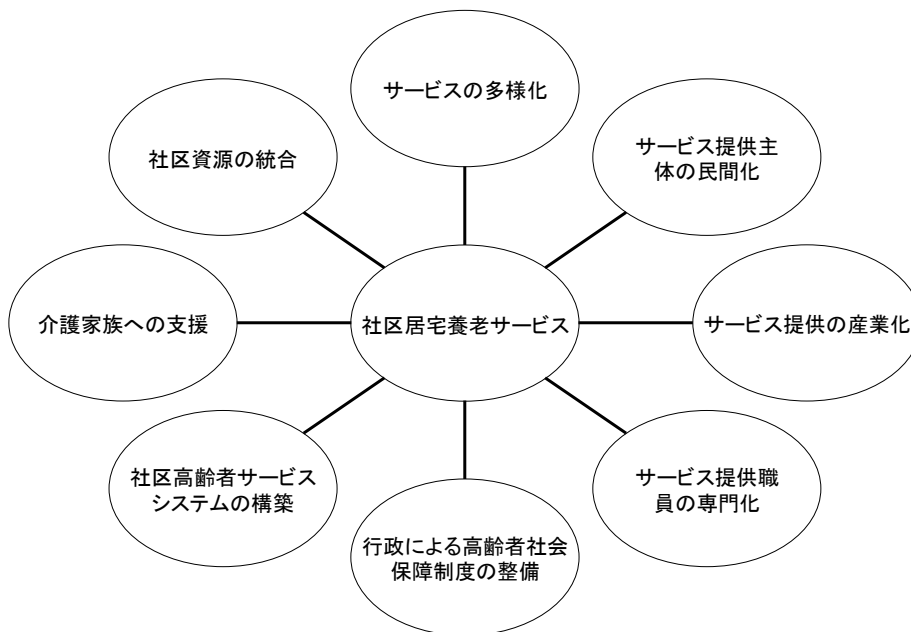 サービスの多様化
社区資源の統合
サービス提供主
体の民間化
介護家族への支援
社区居宅養老サービス
サービス提供の産業化
社区高齢者サービス
システムの構築
サービス提供職
員の専門化
行政による高齢者社会
保障制度の整備